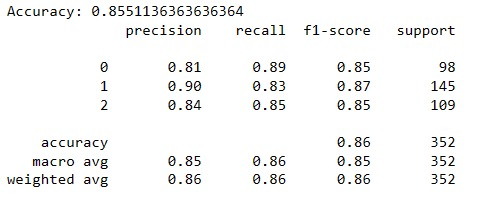 Accuracy: 0.8551136363636364
precision recall f1-score support
0 0.81 0.89 0.85 98
1 0.90 0.83 0.87 145
2 0.84 0.85 0.85 109
accuracy 0.86 352
macro avg 0.85 0.86 0.85 352
weighted avg 0.86 0.86 0.86 352